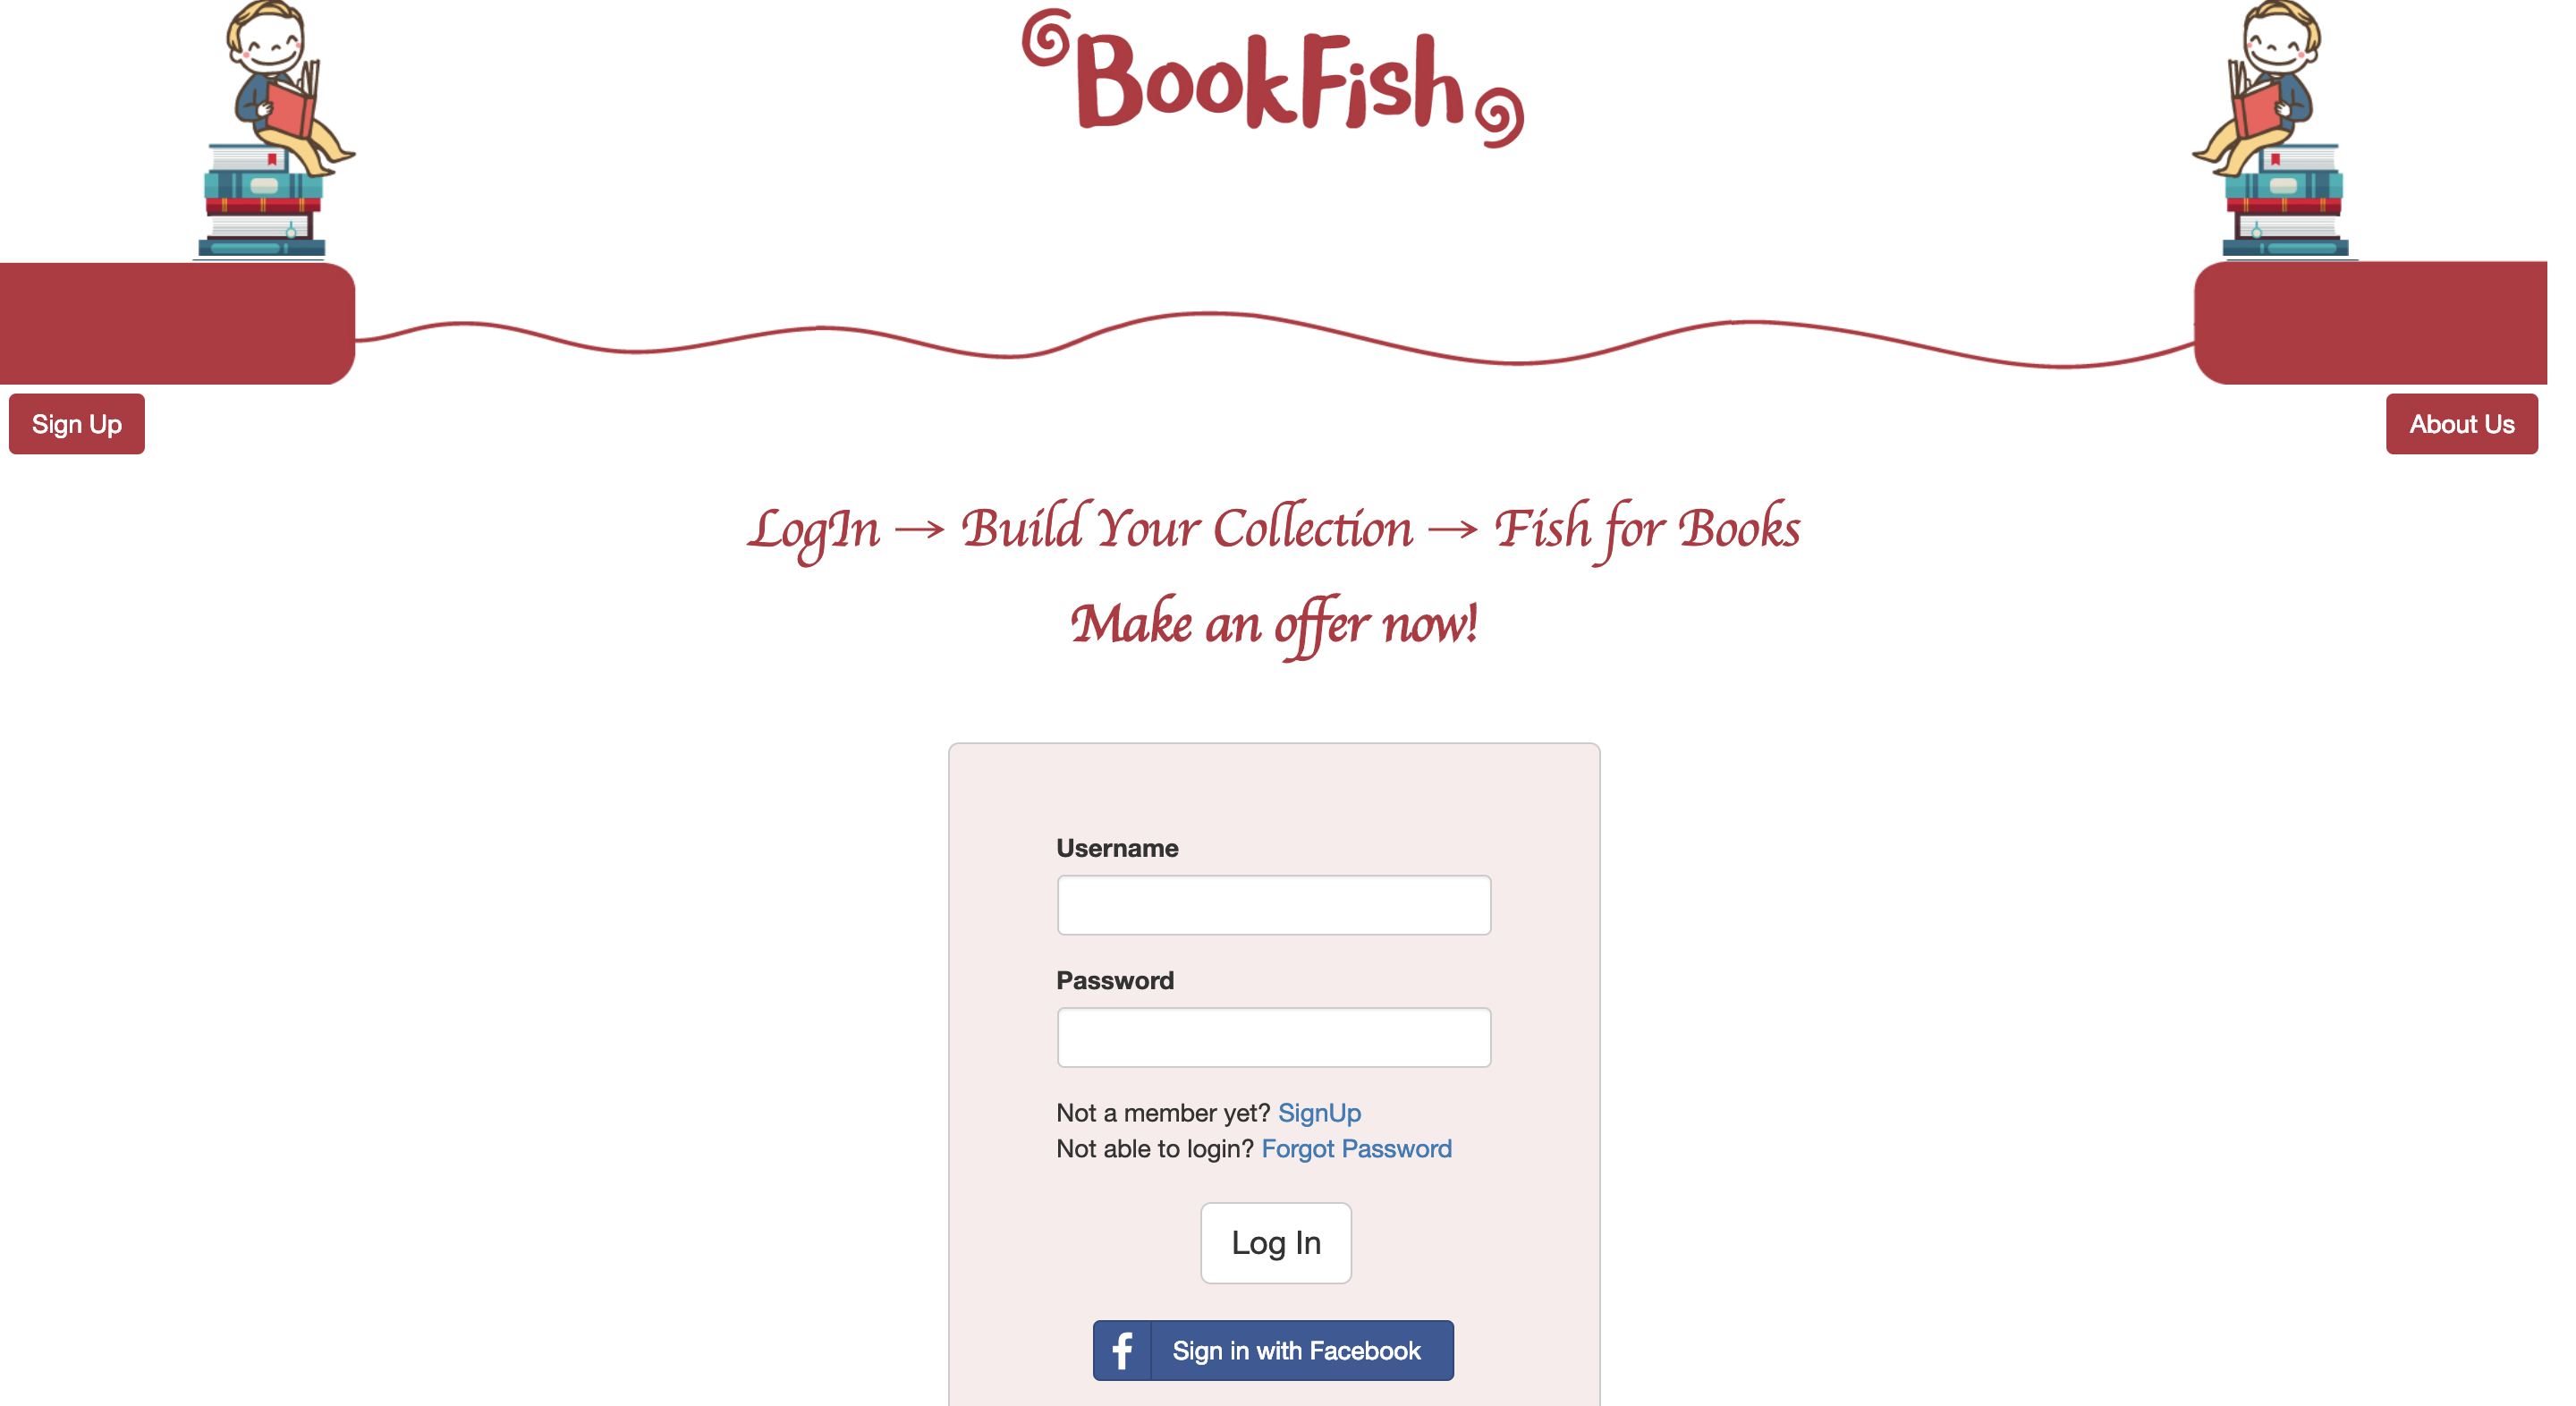 BookFish
Sign Up
About Us
LogIn → Build Your Collection → Fish for Books
Make an offer now!
Username
Password
Not a member yet? SignUp
Not able to login? Forgot Password
Log In
f Sign in with Facebook